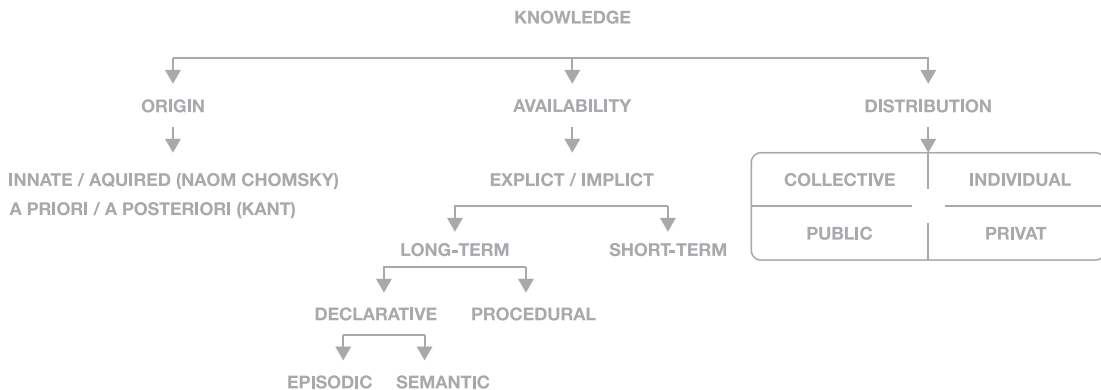 KNOWLEDGE
ORIGIN AVAILABILITY DISTRIBUTION
INNATE / AQUIRED (NAOM CHOMSKY) EXPLICT / IMPLICT COLLECTIVE INDIVIDUAL
A PRIORI / A POSTERIORI (KANT)
PUBLIC PRIVAT
LONG-TERM SHORT-TERM
DECLARATIVE PROCEDURAL
EPISODIC SEMANTIC